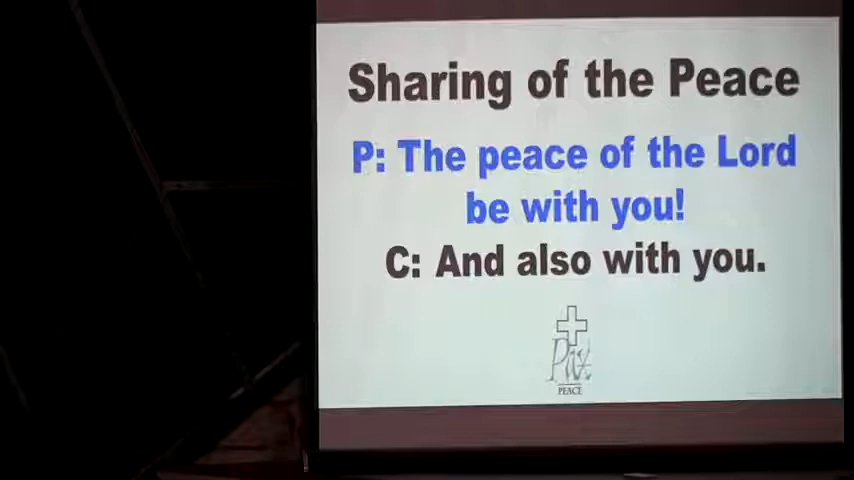 Sharing of the Peace
P: The peace of the Lord
be with you!
C: And also with you.
Pax
PEACE